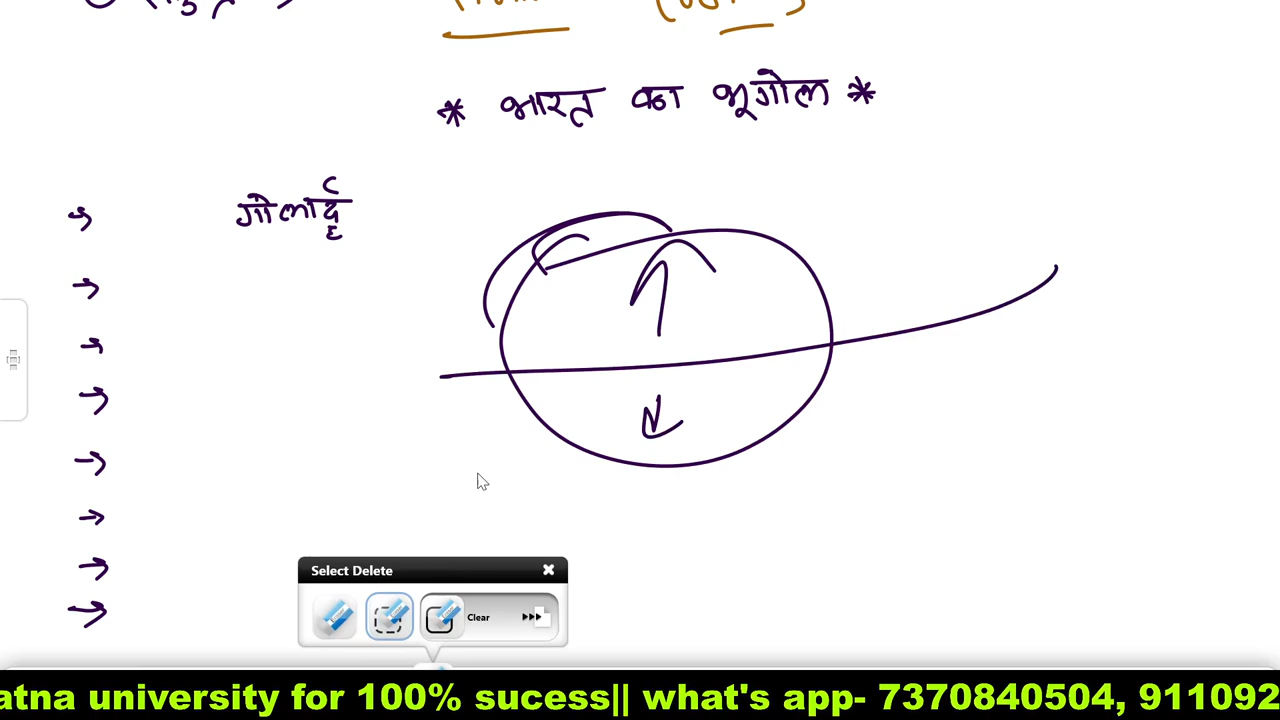 * भारत का भूगोल *
गोलार्द्ध
Select Delete
Clear
atna university for 100% sucess|| what's app- 7370840504, 911092